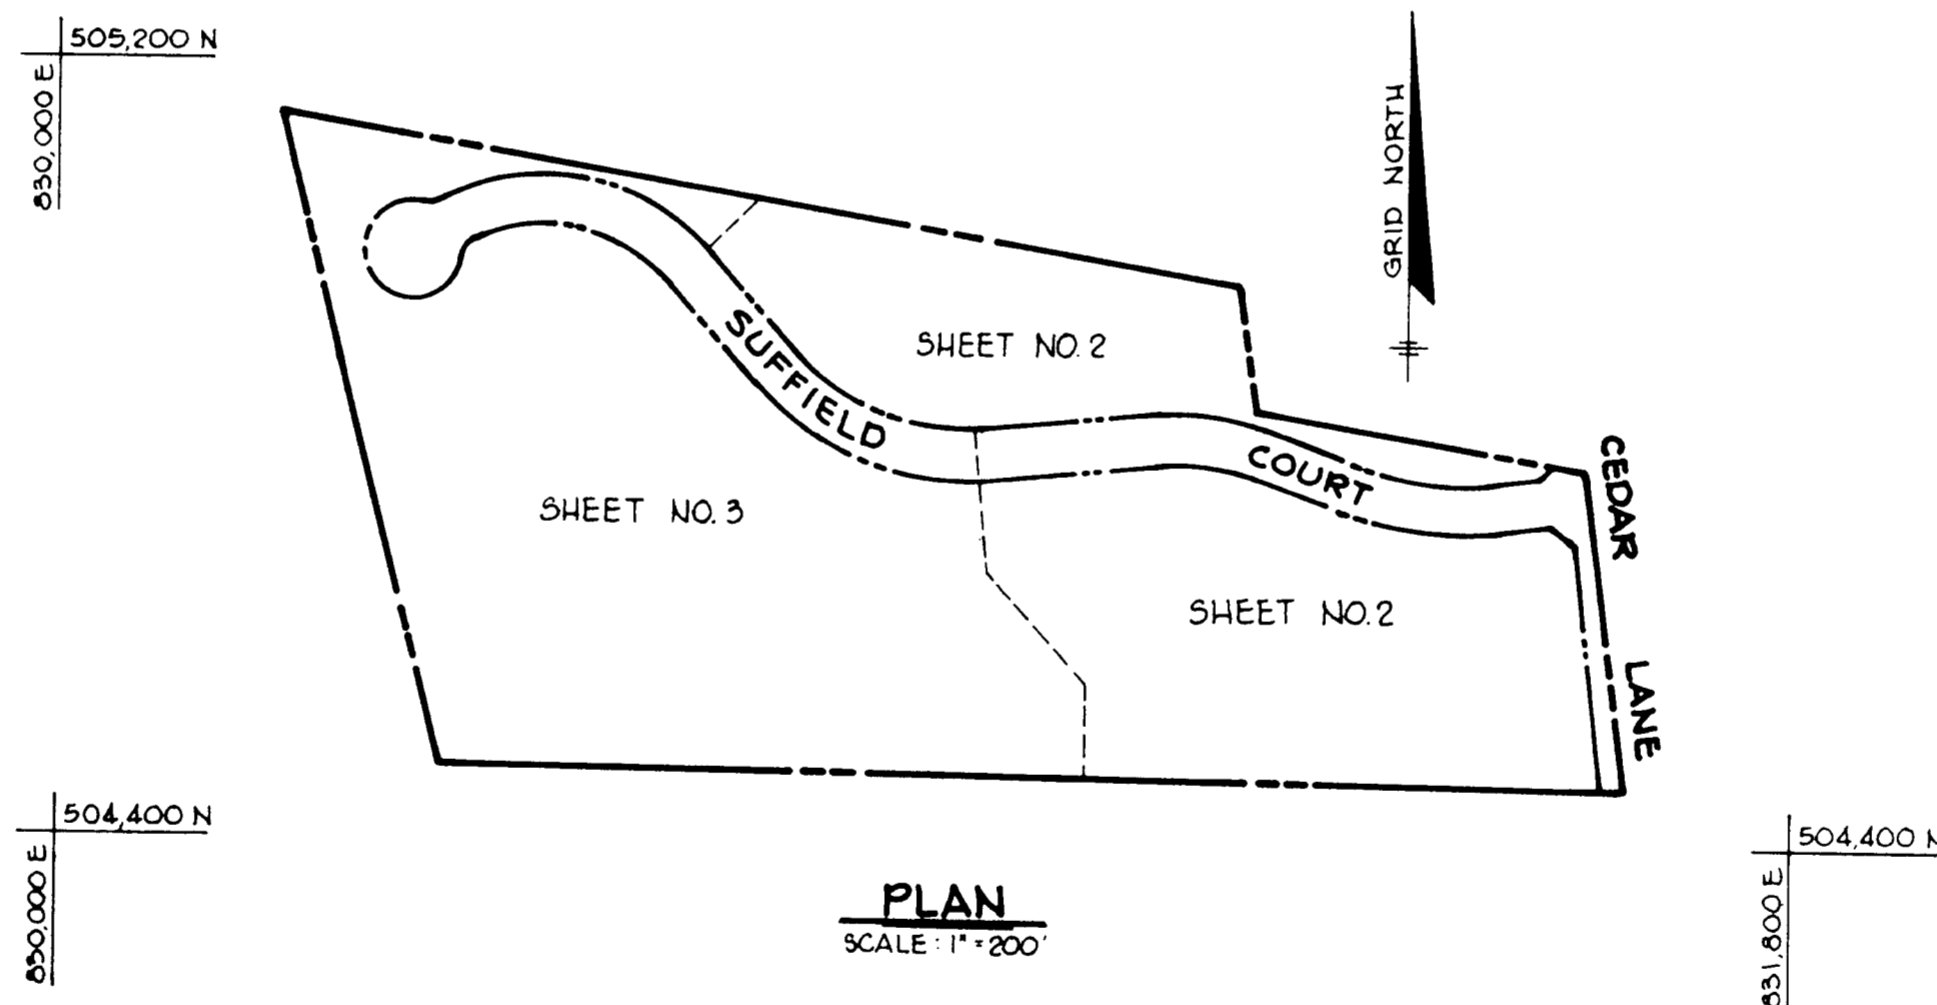 505,200 N
830,000 E
GRID NORTH
SHEET NO. 2
SUFFIELD
COURT
CEDAR
SHEET NO. 3
SHEET NO. 2
LANE
504,400 N
830,000 E
504,400 N
831,800 E
PLAN
SCALE: 1" = 200'